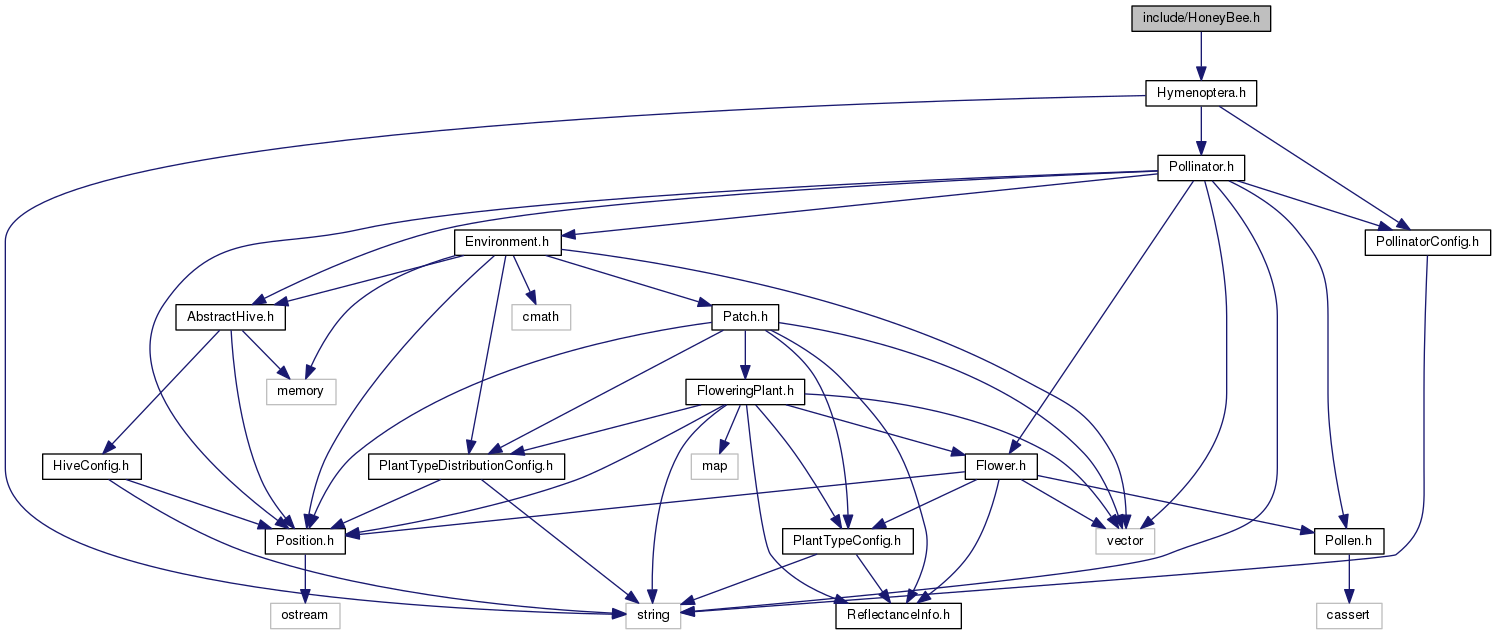 include/HoneyBee.h
Hymenoptera.h
Pollinator.h
Environment.h
PollinatorConfig.h
AbstractHive.h
cmath
Patch.h
memory
FloweringPlant.h
HiveConfig.h
PlantTypeDistributionConfig.h
map
Flower.h
Position.h
PlantTypeConfig.h
vector
Pollen.h
ostream
string
ReflectanceInfo.h
cassert